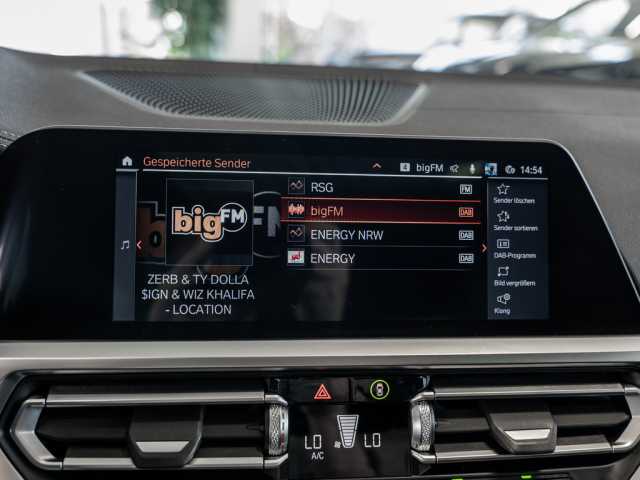 Gespeicherte Sender
4 bigFM
14:54
bigFM
ZERB & TY DOLLA
$IGN & WIZ KHALIFA
- LOCATION
RSG FM
bigFM DAB
ENERGY NRW DAB
ENERGY DAB
Sender löschen
Sender sortieren
DAB-Programm
Bild vergrößern
Klang
LO LO
A/C